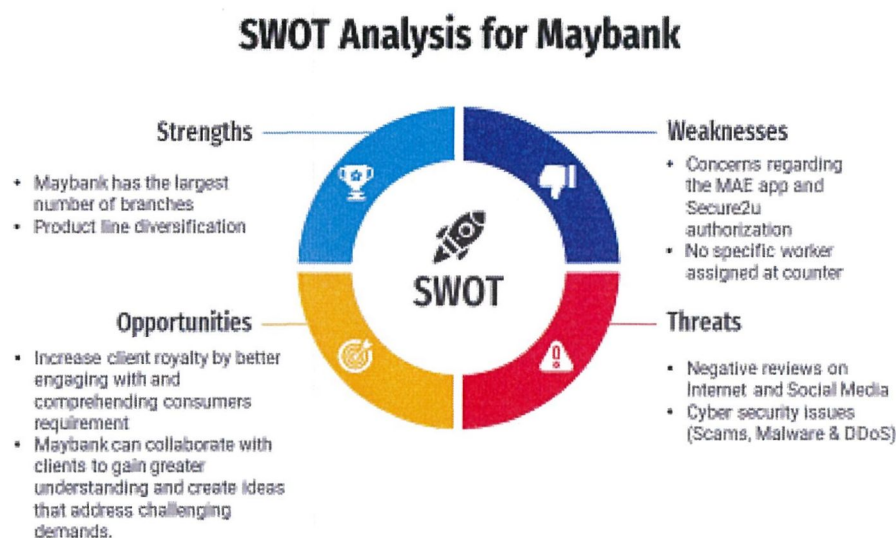 SWOT Analysis for Maybank
Strengths
• Maybank has the largest
number of branches
• Product line diversification
Weaknesses
• Concerns regarding
the MAE app and
Secure2u
authorization
• No specific worker
assigned at counter
SWOT
Opportunities
• Increase client royalty by better
engaging with and
comprehending consumers
requirement
• Maybank can collaborate with
clients to gain greater
understanding and create ideas
that address challenging
demands.
Threats
• Negative reviews on
Internet and Social Media
• Cyber security issues
(Scams, Malware & DDoS)